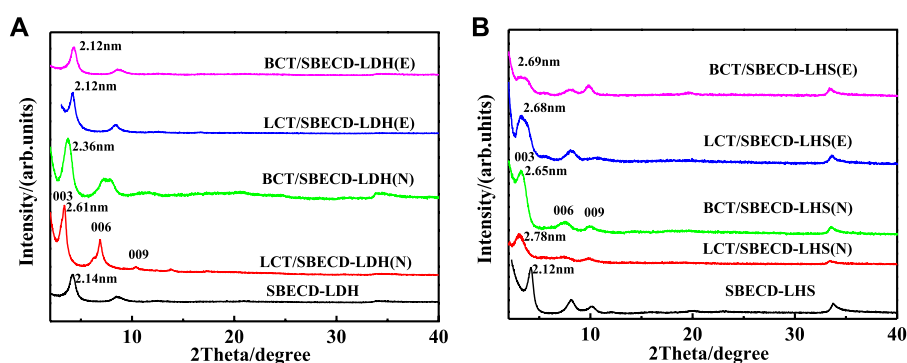 A
Intensity/(arb.units)
2.12nm
BCT/SBECD-LDH(E)
2.12nm
LCT/SBECD-LDH(E)
2.36nm
BCT/SBECD-LDH(N)
003
2.61nm
006
009
LCT/SBECD-LDH(N)
2.14nm
SBECD-LDH
10 20 30 40
2Theta/degree
B
Intensity/(arb.uhits)
2.69nm
BCT/SBECD-LHS(E)
2.68nm
LCT/SBECD-LHS(E)
003
2.65nm
BCT/SBECD-LHS(N)
006
009
2.78nm
LCT/SBECD-LHS(N)
2.12nm
SBECD-LHS
10 20 30 40
2Theta/degree